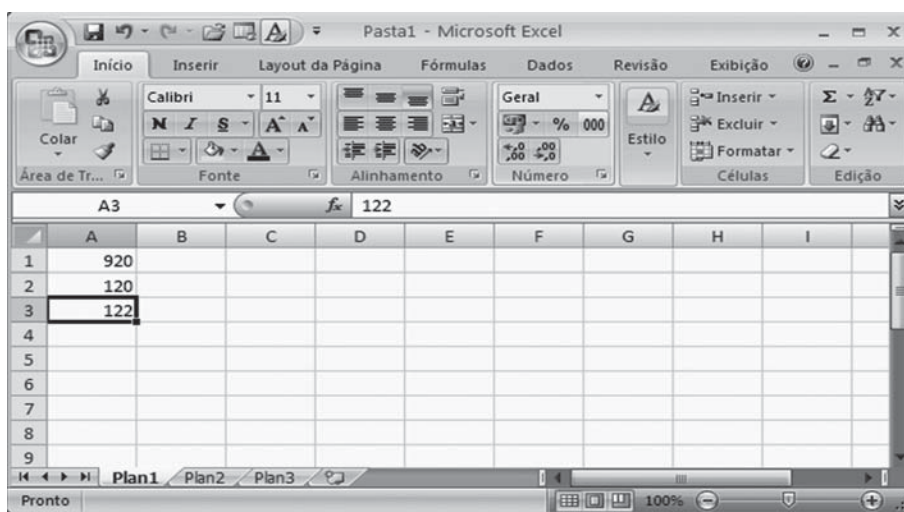 Pasta1 - Microsoft Excel
Início Inserir Layout da Página Fórmulas Dados Revisão Exibição
Colar
Calibri 11
N I S A A
A
Geral
% 000
,00 ,00
Estilo
Inserir
Excluir
Formatar
Σ
Área de Tr... Fonte Alinhamento Número Células Edição
A3 fx 122
A B C D E F G H I
1 920
2 120
3 122
4
5
6
7
8
9
Plan1 Plan2 Plan3
Pronto 100%